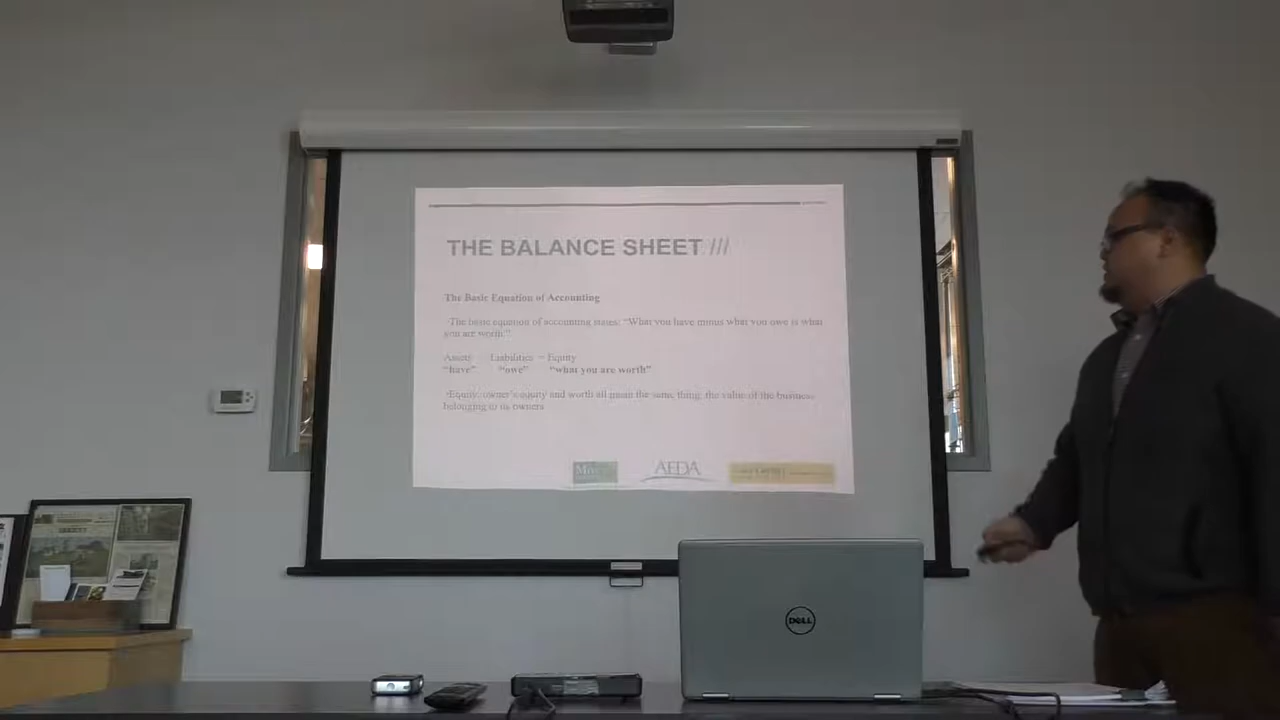 THE BALANCE SHEET ///
The Basic Equation of Accounting
The basic equation of accounting states: "What you have minus what you owe is what
you are worth."
Assets Liabilities = Equity
"have" "owe" "what you are worth"
Equity, owner's equity and worth all mean the same thing, the value of the business
belonging to its owners
AEDA
DELL